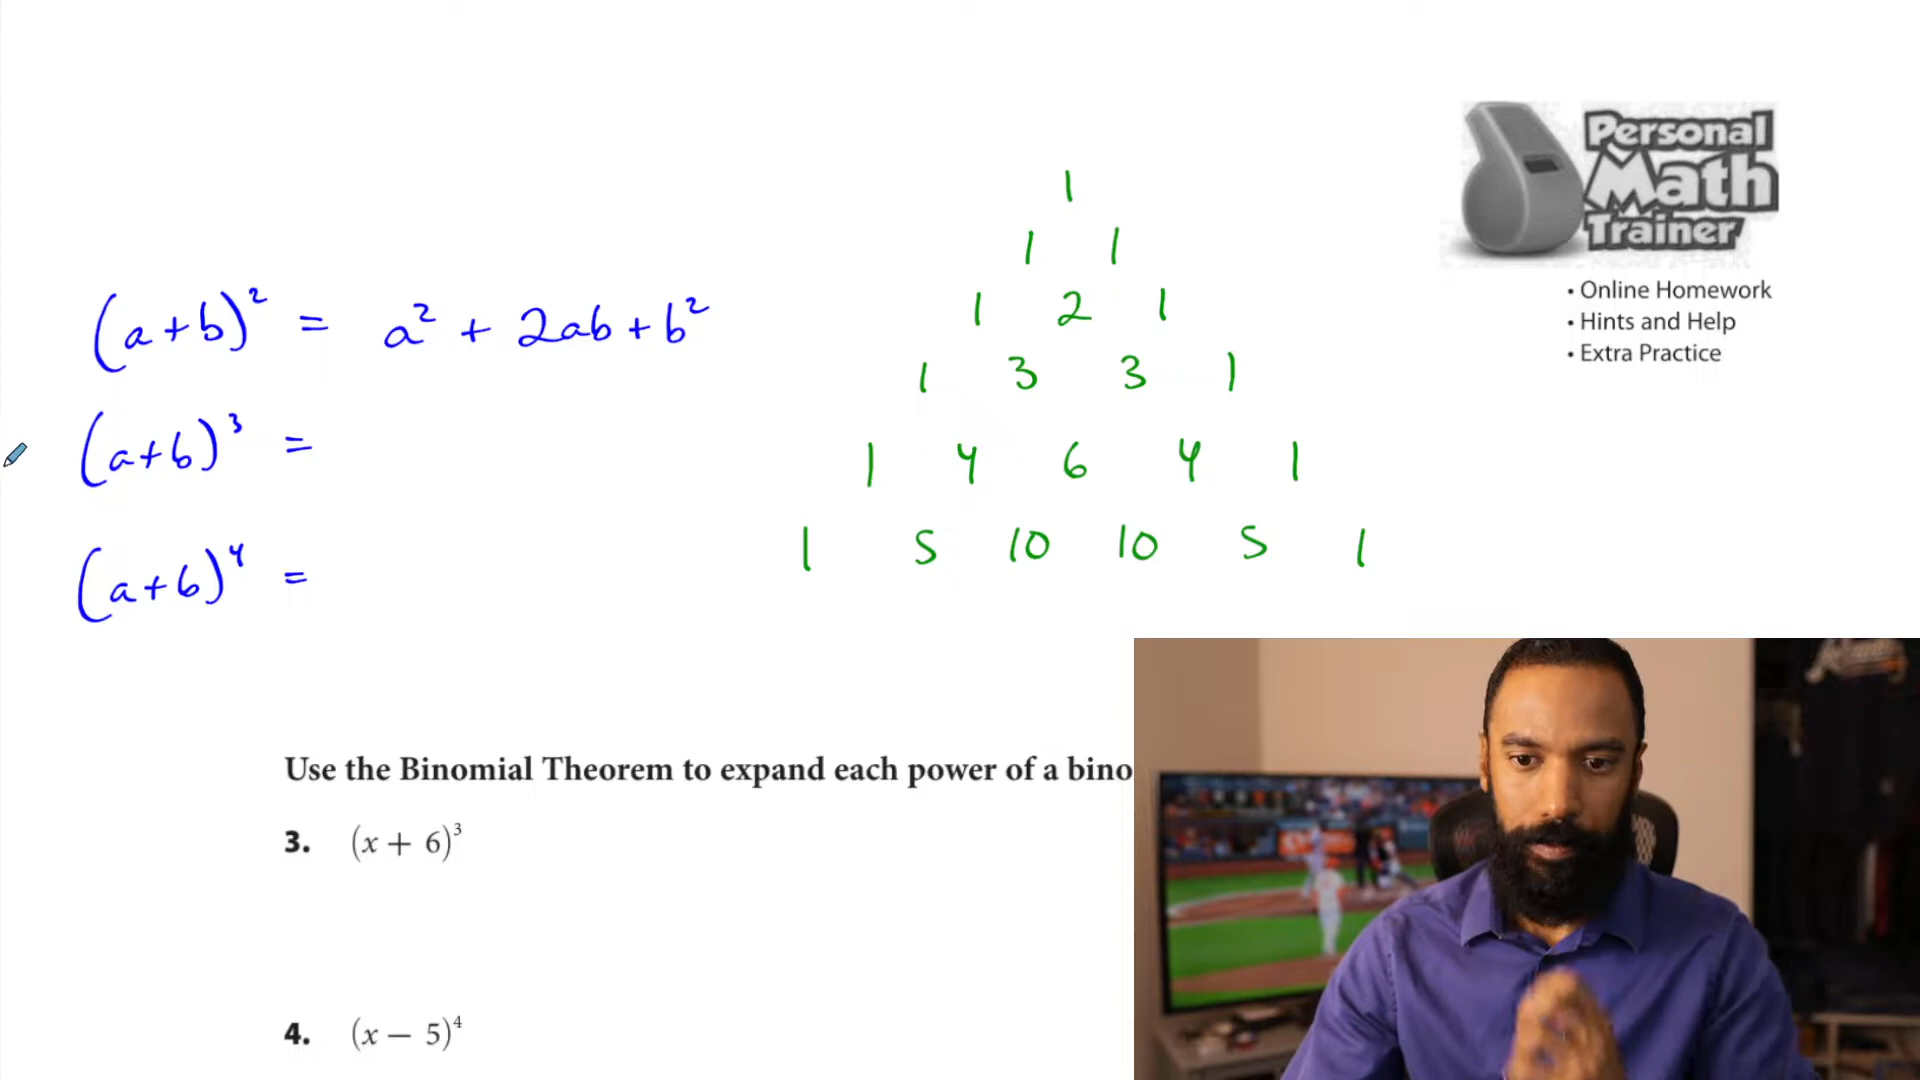 1
1 1
(a+b)² = a² + 2ab + b²
1 2 1
1 3 3 1
(a+b)³ =
1 4 6 4 1
(a+b)⁴ =
1 5 10 10 5 1
Personal
Math
Trainer
• Online Homework
• Hints and Help
• Extra Practice
Use the Binomial Theorem to expand each power of a bino
3. (x + 6)³
4. (x − 5)⁴